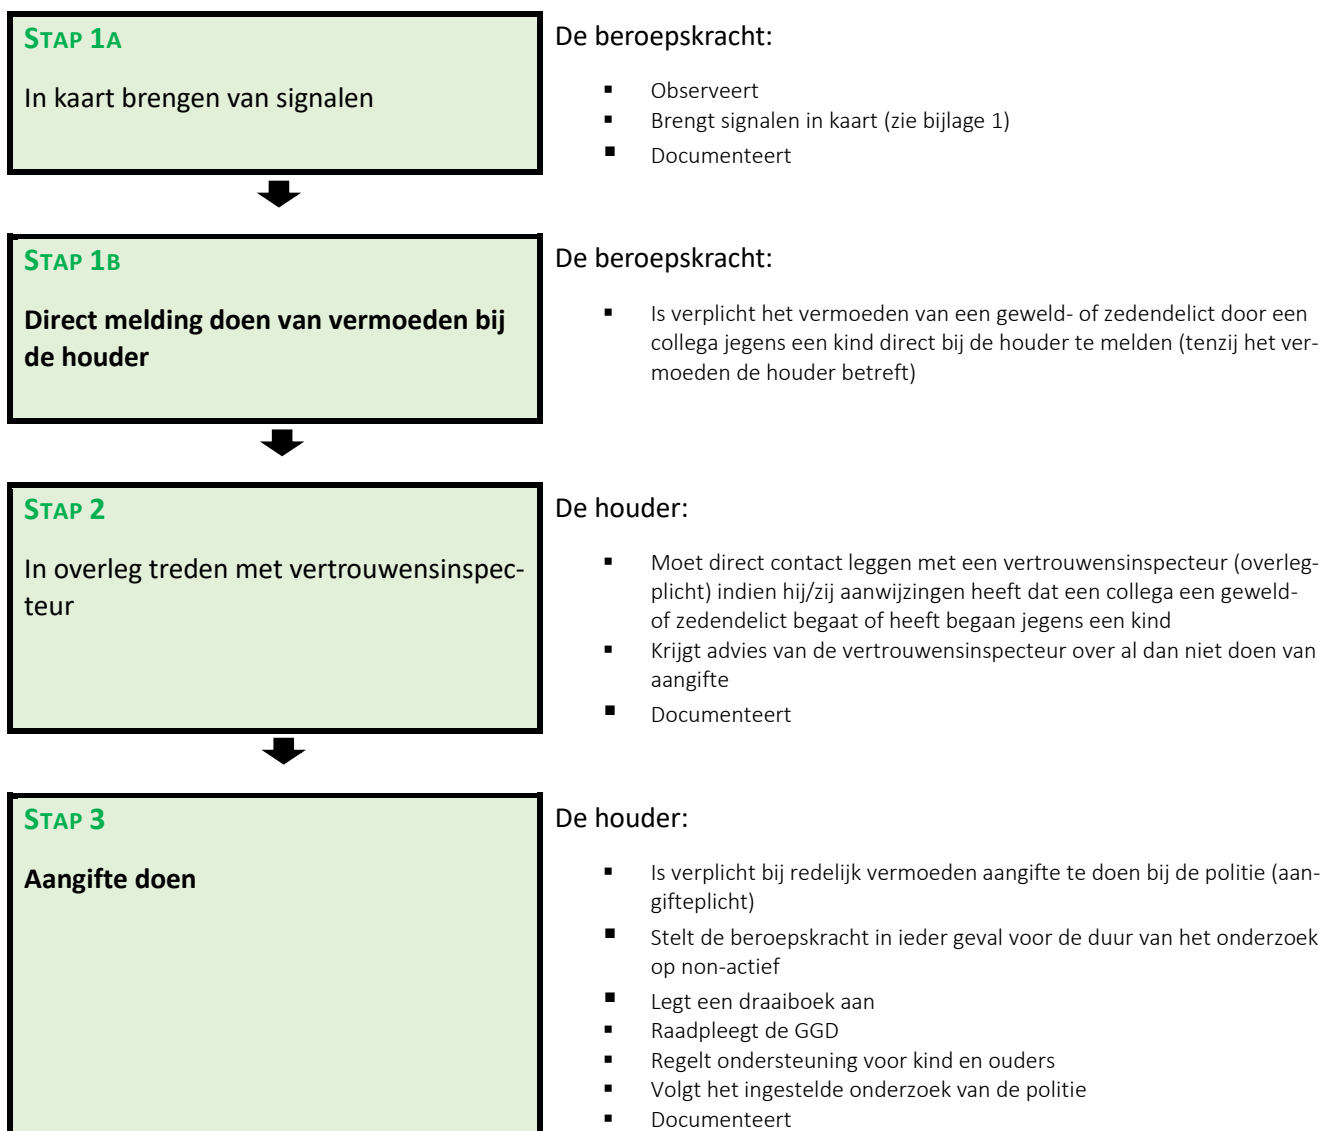 STAP 1A
In kaart brengen van signalen
De beroepskracht:
▪ Observeert
▪ Brengt signalen in kaart (zie bijlage 1)
▪ Documenteert
STAP 1B
Direct melding doen van vermoeden bij
de houder
De beroepskracht:
▪ Is verplicht het vermoeden van een geweld- of zedendelict door een
collega jegens een kind direct bij de houder te melden (tenzij het ver-
moeden de houder betreft)
STAP 2
In overleg treden met vertrouwensinspec-
teur
De houder:
▪ Moet direct contact leggen met een vertrouwensinspecteur (overleg-
plicht) indien hij/zij aanwijzingen heeft dat een collega een geweld-
of zedendelict begaat of heeft begaan jegens een kind
▪ Krijgt advies van de vertrouwensinspecteur over al dan niet doen van
aangifte
▪ Documenteert
STAP 3
Aangifte doen
De houder:
▪ Is verplicht bij redelijk vermoeden aangifte te doen bij de politie (aan-
gifteplicht)
▪ Stelt de beroepskracht in ieder geval voor de duur van het onderzoek
op non-actief
▪ Legt een draaiboek aan
▪ Raadpleegt de GGD
▪ Regelt ondersteuning voor kind en ouders
▪ Volgt het ingestelde onderzoek van de politie
▪ Documenteert